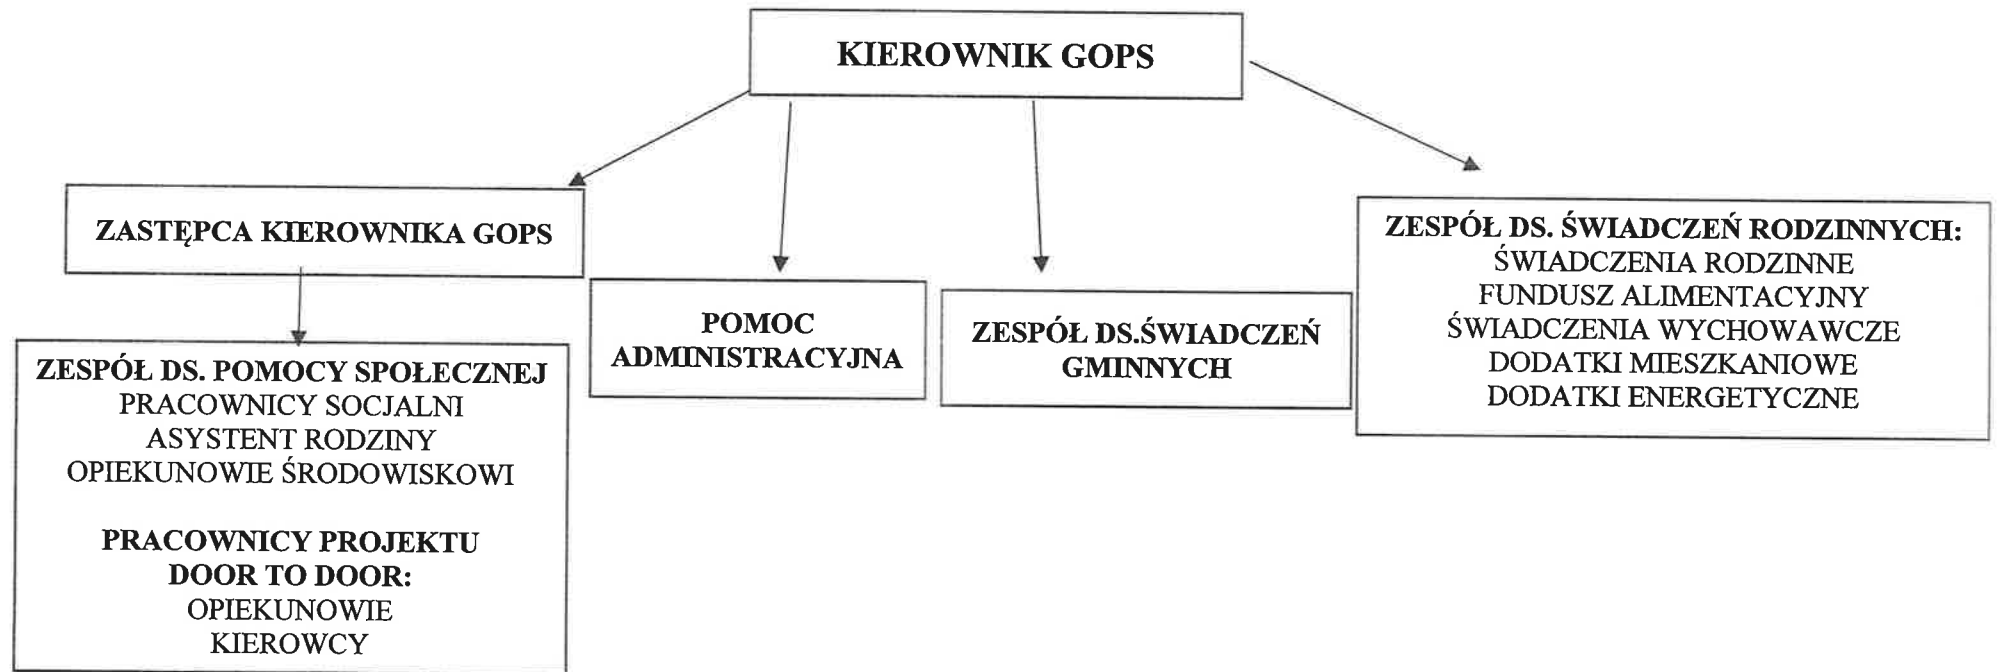 KIEROWNIK GOPS
ZASTĘPCA KIEROWNIKA GOPS
ZESPÓŁ DS. POMOCY SPOŁECZNEJ
PRACOWNICY SOCJALNI
ASYSTENT RODZINY
OPIEKUNOWIE ŚRODOWISKOWI
PRACOWNICY PROJEKTU
DOOR TO DOOR:
OPIEKUNOWIE
KIEROWCY
POMOC
ADMINISTRACYJNA
ZESPÓŁ DS.ŚWIADCZEŃ
GMINNYCH
ZESPÓŁ DS. ŚWIADCZEŃ RODZINNYCH:
ŚWIADCZENIA RODZINNE
FUNDUSZ ALIMENTACYJNY
ŚWIADCZENIA WYCHOWAWCZE
DODATKI MIESZKANIOWE
DODATKI ENERGETYCZNE